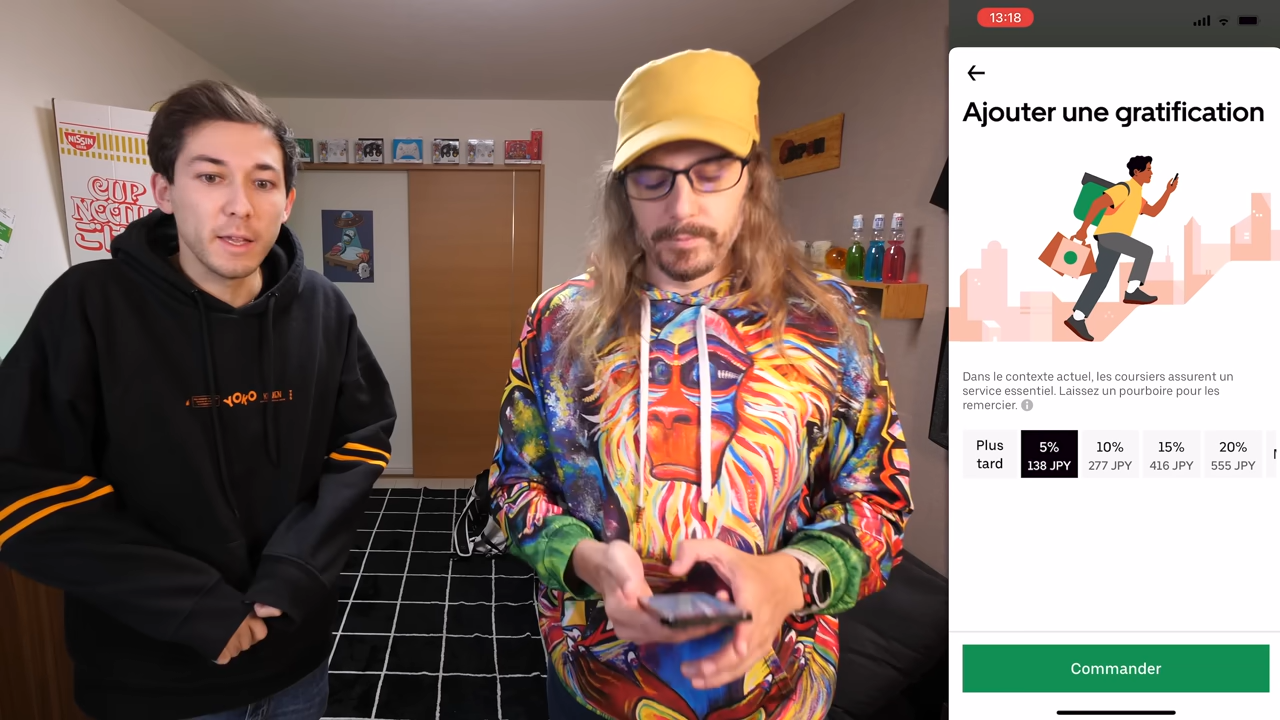 NISSIN
CUP
NOODLE
YOKO
13:18
Ajouter une gratification
Dans le contexte actuel, les coursiers assurent un
service essentiel. Laissez un pourboire pour les
remercier.
Plus tard
5%
138 JPY
10%
277 JPY
15%
416 JPY
20%
555 JPY
Commander